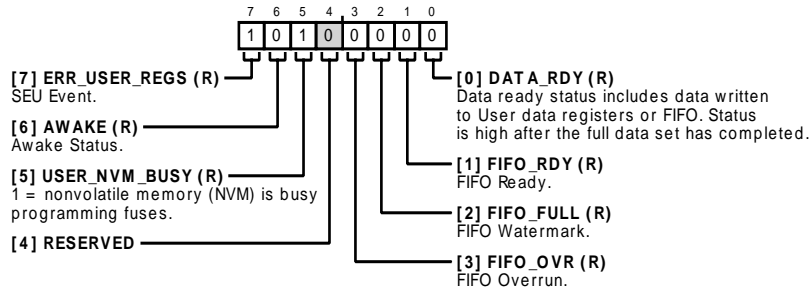 7 6 5 4 3 2 1 0
1 0 1 0 0 0 0 0
[7] ERR_USER_REGS (R)
SEU Event.
[6] AWAKE (R)
Awake Status.
[5] USER_NVM_BUSY (R)
1 = nonvolatile memory (NVM) is busy
programming fuses.
[4] RESERVED
[0] DATA_RDY (R)
Data ready status includes data written
to User data registers or FIFO. Status
is high after the full data set has completed.
[1] FIFO_RDY (R)
FIFO Ready.
[2] FIFO_FULL (R)
FIFO Watermark.
[3] FIFO_OVR (R)
FIFO Overrun.